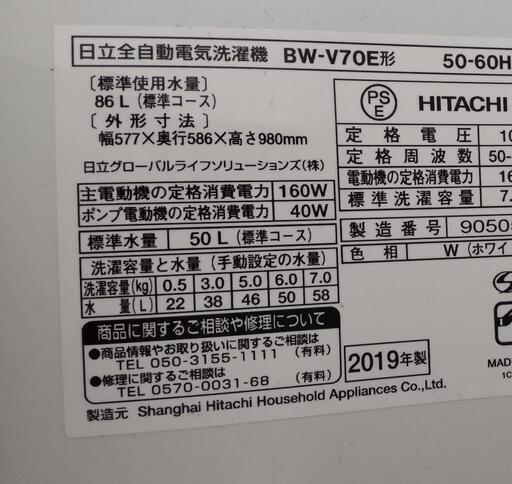 日立全自動電気洗濯機 BW-V70E形 50-60H
〔標準使用水量〕
86L（標準コース）
〔外形寸法〕
幅577×奥行586×高さ980mm
日立グローバルライフソリューションズ（株）
主電動機の定格消費電力 160W
ポンプ電動機の定格消費電力 40W
標準水量 50L（標準コース）
洗濯容量と水量（手動設定の水量）
洗濯容量(kg) 0.5 3.0 5.0 6.0 7.0
水量(L) 22 38 46 50 58
商品に関するご相談や修理について
●商品情報やお取り扱いに関するご相談は
TEL 050-3155-1111（有料）
●修理に関するご相談は
TEL 0570-0031-68（有料）
製造元 Shanghai Hitachi Household Appliances Co.,Ltd.
PSE HITACHI
定格電圧 10
定格周波数 50-
電動機の定格消費電力 16
標準洗濯容量 7.
製造番号 9050
色相 W（ホワイ
2019年製
MAD
1C